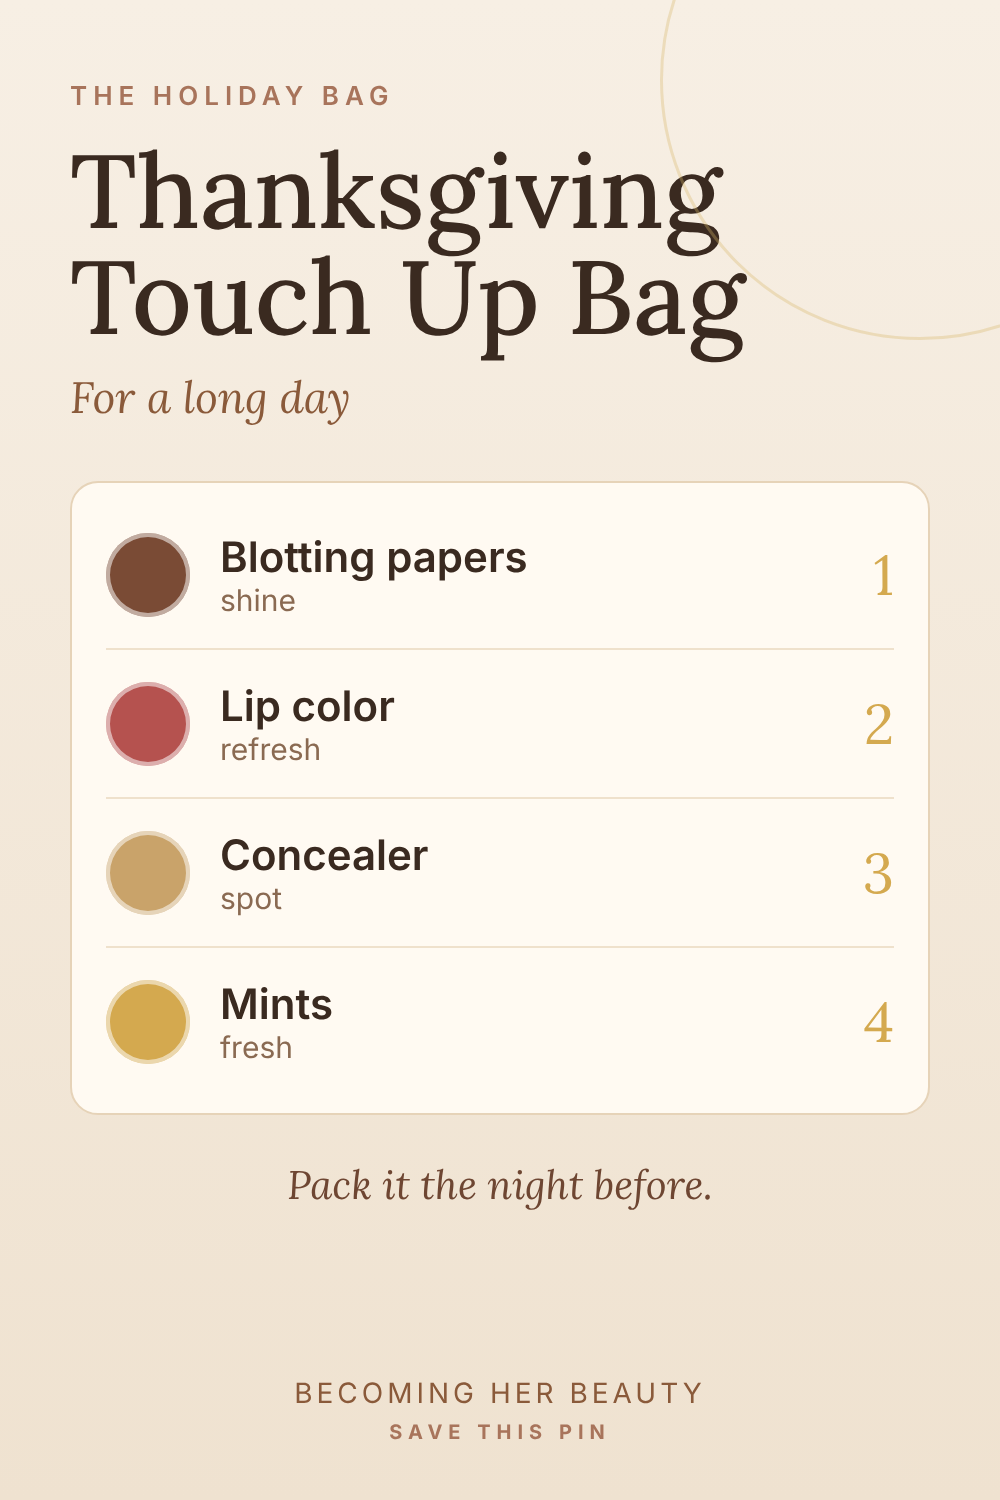 THE HOLIDAY BAG
Thanksgiving
Touch Up Bag
For a long day
Blotting papers
shine
1
Lip color
refresh
2
Concealer
spot
3
Mints
fresh
4
Pack it the night before.
BECOMING HER BEAUTY
SAVE THIS PIN